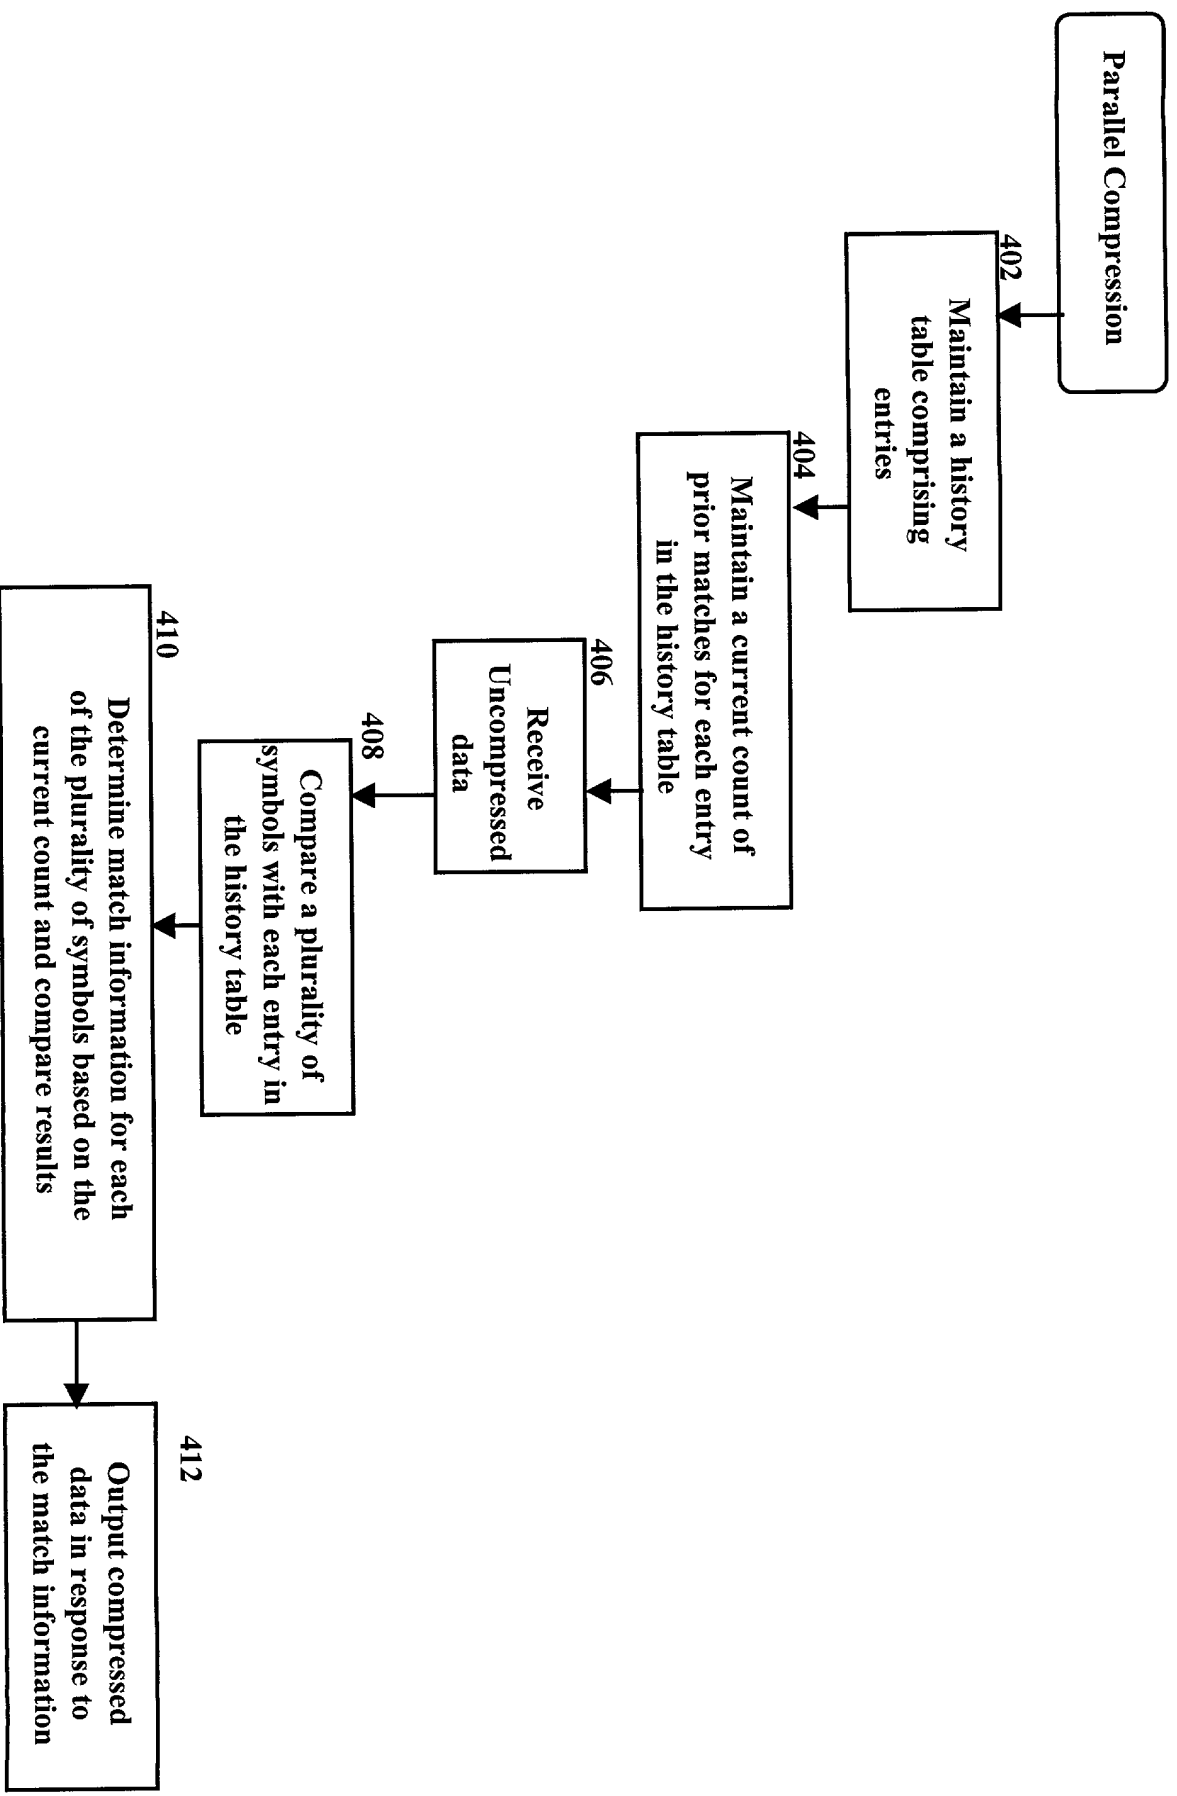 Parallel Compression
402
Maintain a history
table comprising
entries
404
Maintain a current count of
prior matches for each entry
in the history table
406
Receive
Uncompressed
data
408
Compare a plurality of
symbols with each entry in
the history table
410
Determine match information for each
of the plurality of symbols based on the
current count and compare results
412
Output compressed
data in response to
the match information